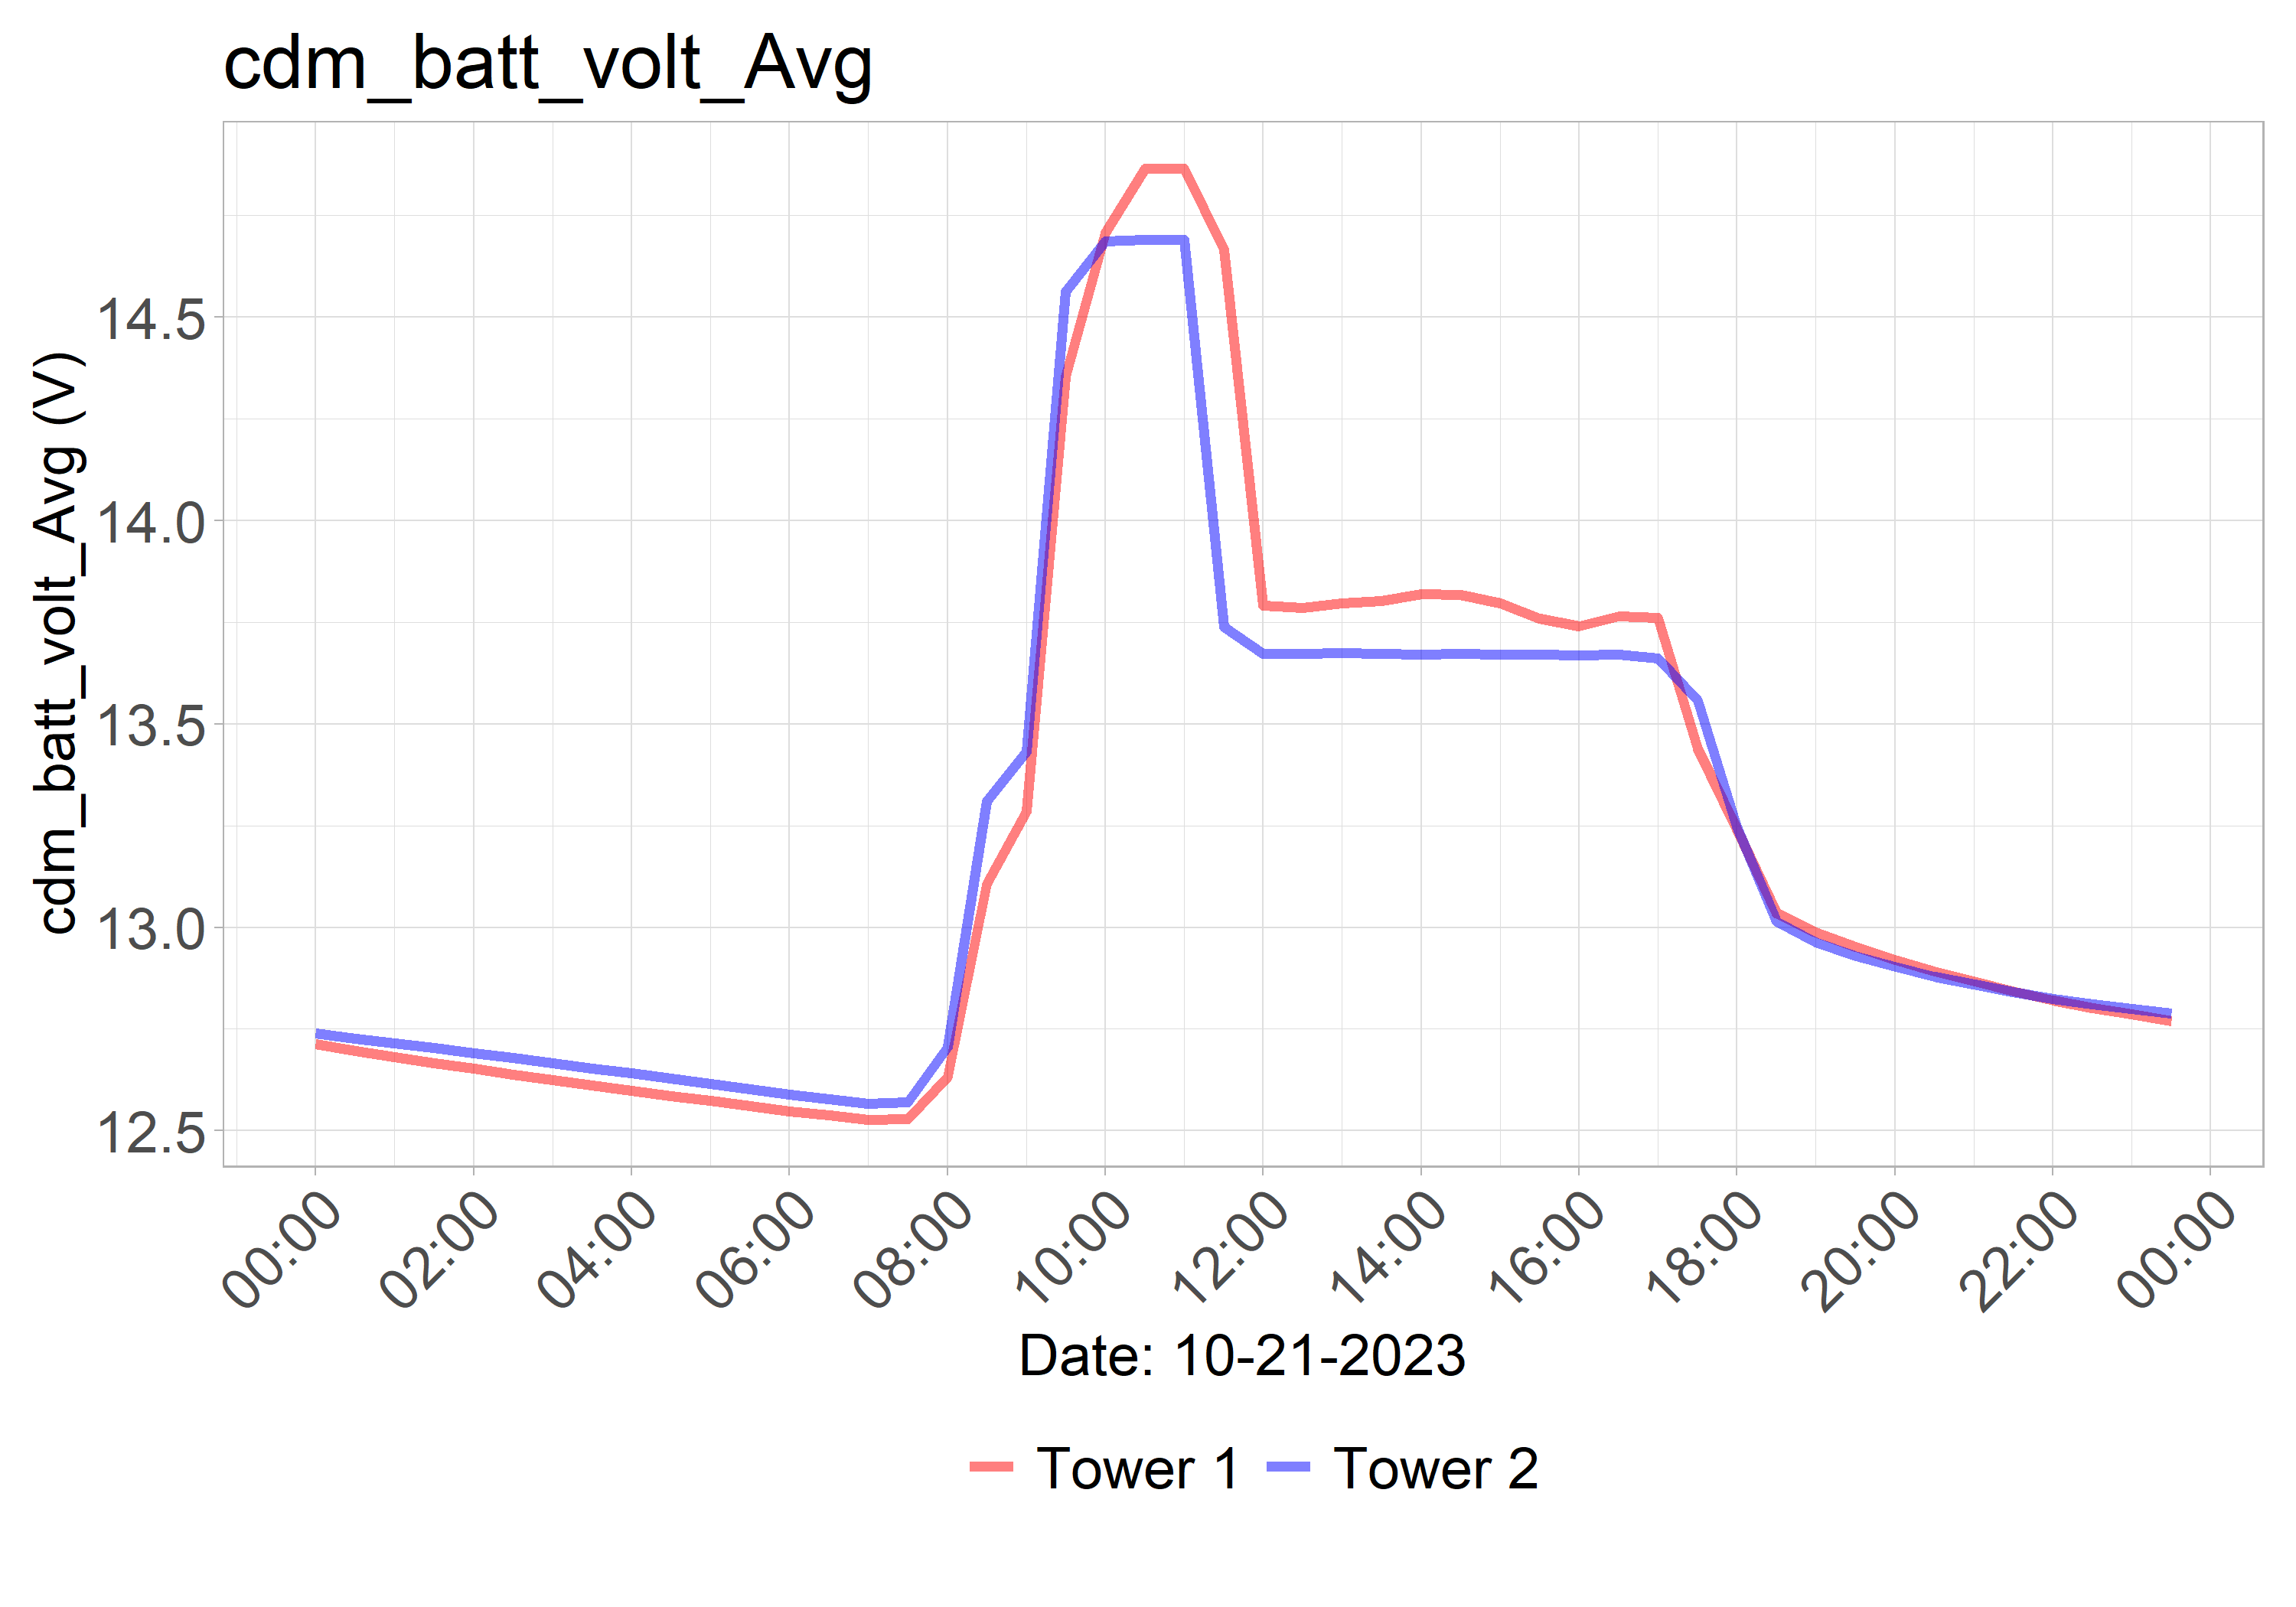 cdm_batt_volt_Avg
cdm_batt_volt_Avg (V)
14.5
14.0
13.5
13.0
12.5
00:00 02:00 04:00 06:00 08:00 10:00 12:00 14:00 16:00 18:00 20:00 22:00 00:00
Date: 10-21-2023
Tower 1 Tower 2